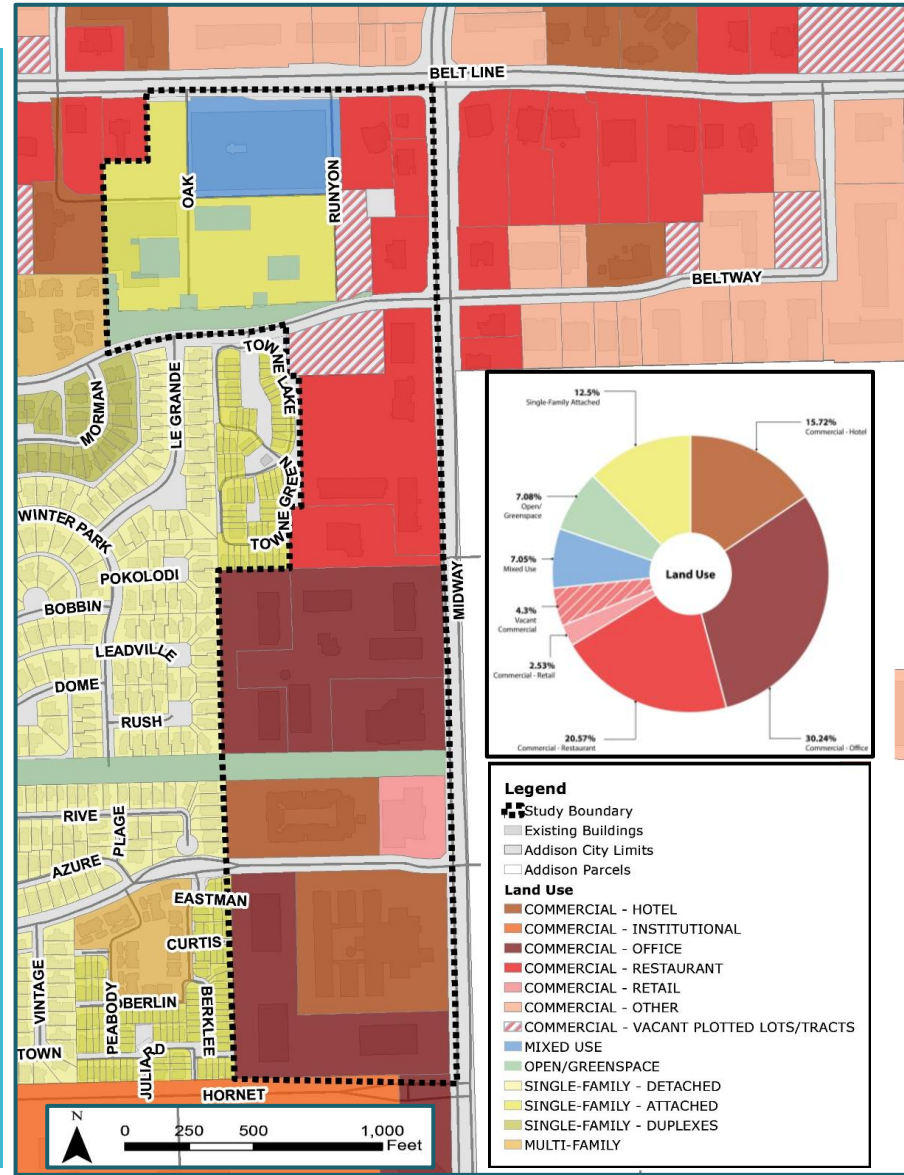 BELT LINE
OAK
RUNYON
BELTWAY
TOWNE LAKE
MORMAN
LE GRANDE
TOWNE GREEN
WINTER PARK
POKOLODI
MIDWAY
BOBBIN
LEADVILLE
DOME
RUSH
RIVE
PLAGE
AZURE
EASTMAN
CURTIS
VINTAGE
PEABODY
OBERLIN
BERKLEE
TOWN
HORNET
N
0 250 500 1,000
Feet
12.5%
Single-Family Attached
15.72%
Commercial - Hotel
7.08%
Open/
Greenspace
7.05%
Mixed Use
Land Use
4.3%
Vacant
Commercial
2.53%
Commercial - Retail
20.57%
Commercial - Restaurant
30.24%
Commercial - Office
Legend
Study Boundary
Existing Buildings
Addison City Limits
Addison Parcels
Land Use
COMMERCIAL - HOTEL
COMMERCIAL - INSTITUTIONAL
COMMERCIAL - OFFICE
COMMERCIAL - RESTAURANT
COMMERCIAL - RETAIL
COMMERCIAL - OTHER
COMMERCIAL - VACANT PLOTTED LOTS/TRACTS
MIXED USE
OPEN/GREENSPACE
SINGLE-FAMILY - DETACHED
SINGLE-FAMILY - ATTACHED
SINGLE-FAMILY - DUPLEXES
MULTI-FAMILY